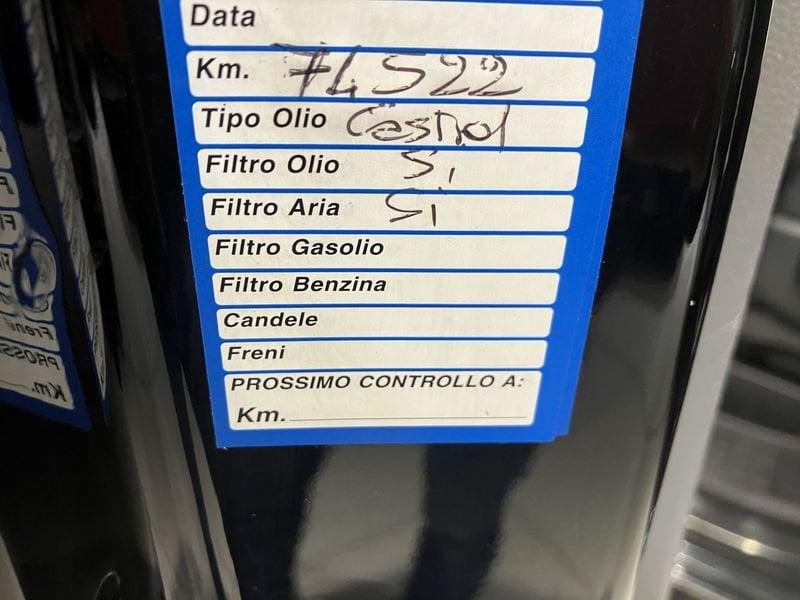 Data
Km. 74522
Tipo Olio Castrol
Filtro Olio Si
Filtro Aria Si
Filtro Gasolio
Filtro Benzina
Candele
Freni
PROSSIMO CONTROLLO A:
Km.